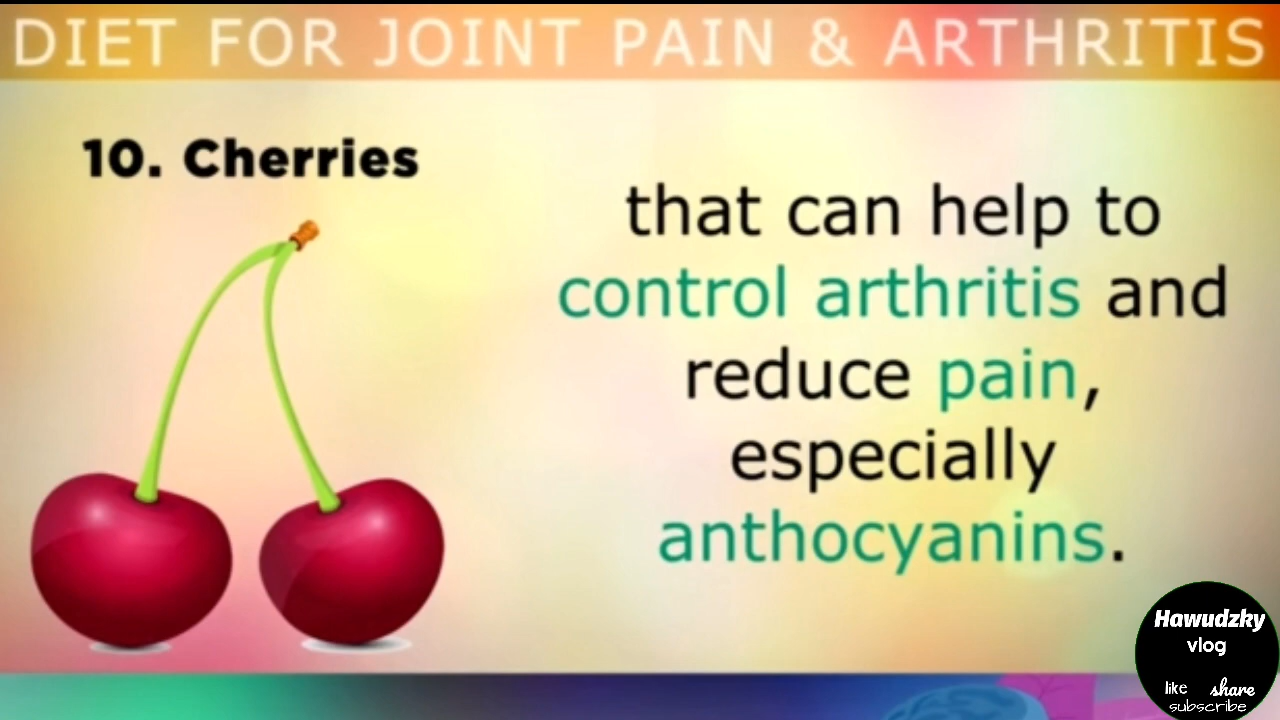 DIET FOR JOINT PAIN & ARTHRITIS
10. Cherries
that can help to
control arthritis and
reduce pain,
especially
anthocyanins.
Hawudzky
vlog
like share
subscribe